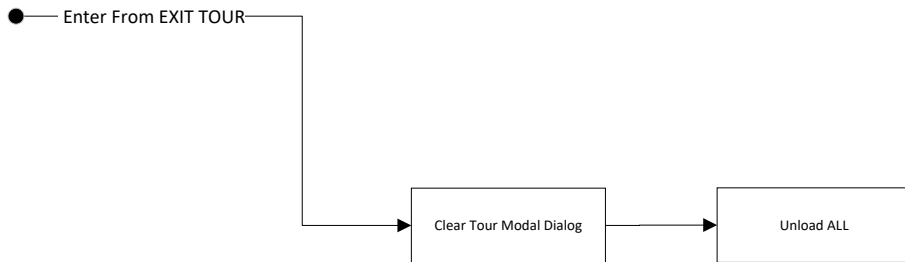 Enter From EXIT TOUR
Clear Tour Modal Dialog
Unload ALL